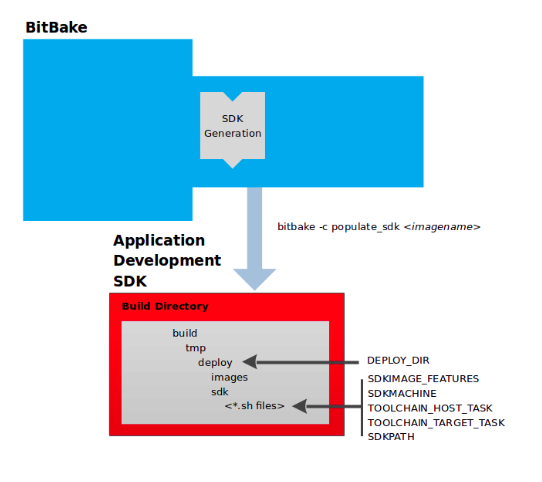 BitBake
SDK
Generation
bitbake -c populate_sdk <imagename>
Application
Development
SDK
Build Directory
build
tmp
deploy
images
sdk
<*.sh files>
DEPLOY_DIR
SDKIMAGE_FEATURES
SDKMACHINE
TOOLCHAIN_HOST_TASK
TOOLCHAIN_TARGET_TASK
SDKPATH